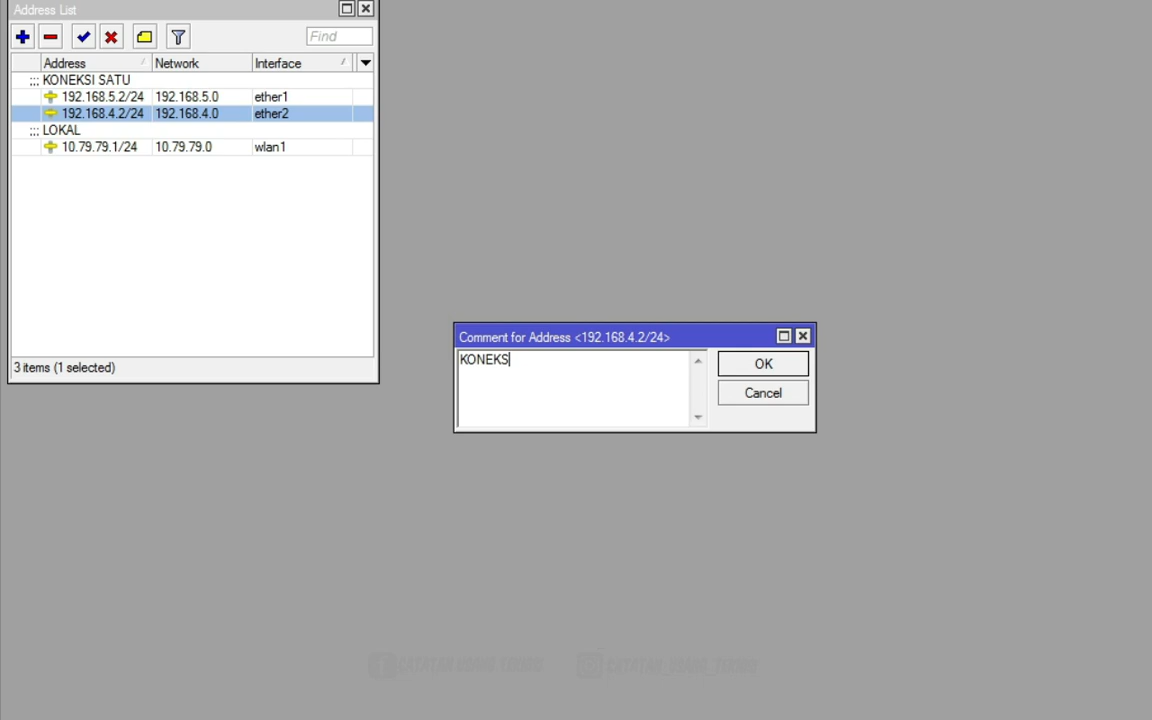 Address List
Find
Address Network Interface
;;; KONEKSI SATU
192.168.5.2/24 192.168.5.0 ether1
192.168.4.2/24 192.168.4.0 ether2
;;; LOKAL
10.79.79.1/24 10.79.79.0 wlan1
3 items (1 selected)
Comment for Address <192.168.4.2/24>
KONEKS
OK
Cancel